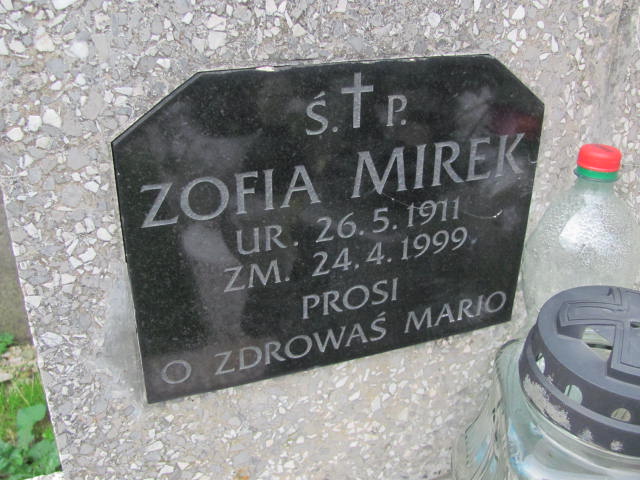 Ś.P.
ZOFIA MIREK
UR. 26.5.1911
ZM. 24.4.1999.
PROSI
O ZDROWAŚ MARIO